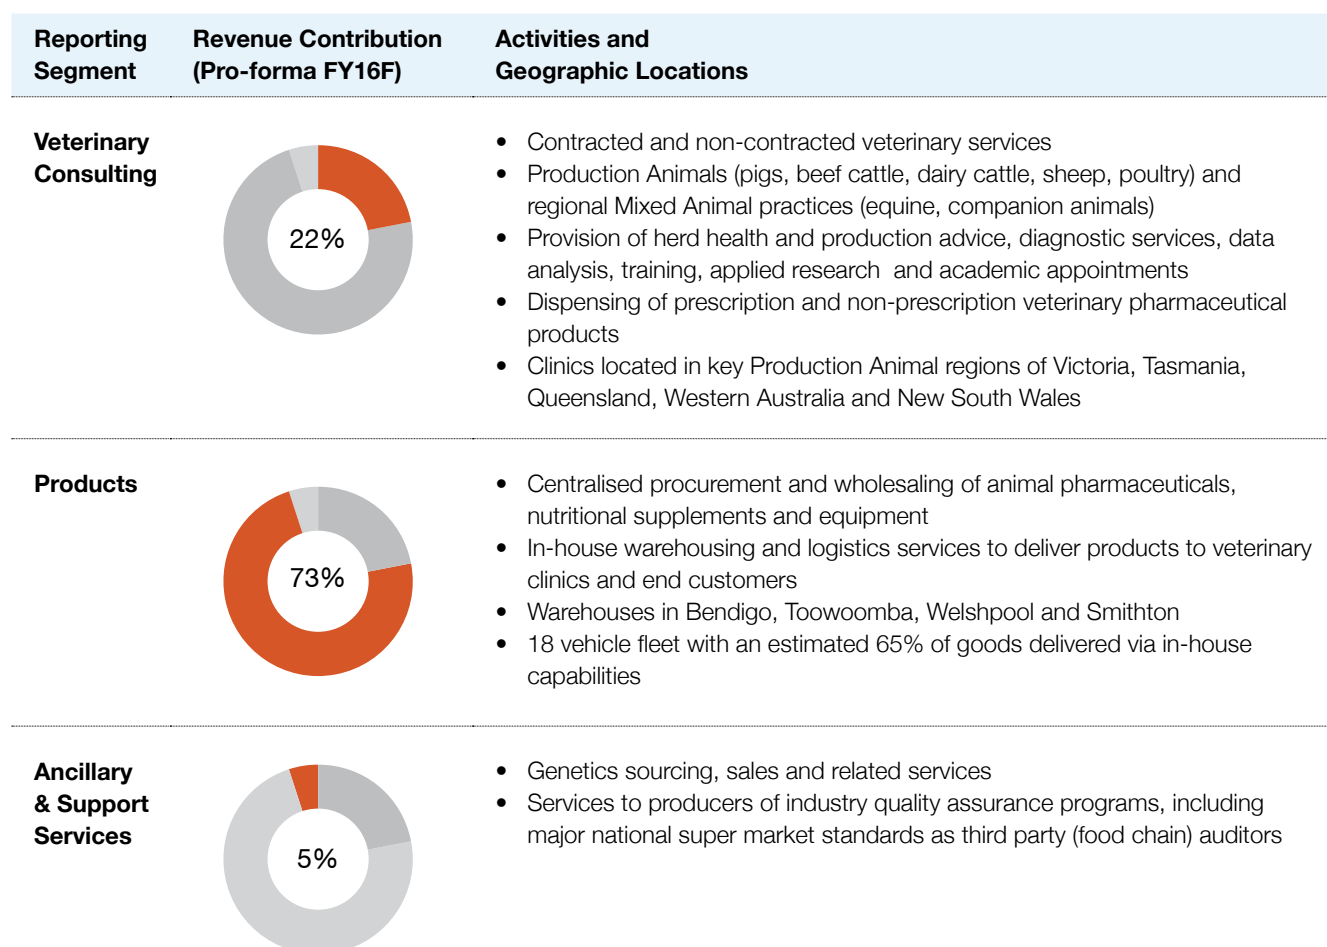 Reporting Segment
Revenue Contribution (Pro-forma FY16F)
Activities and Geographic Locations
Veterinary Consulting
22%
• Contracted and non-contracted veterinary services
• Production Animals (pigs, beef cattle, dairy cattle, sheep, poultry) and
regional Mixed Animal practices (equine, companion animals)
• Provision of herd health and production advice, diagnostic services, data
analysis, training, applied research and academic appointments
• Dispensing of prescription and non-prescription veterinary pharmaceutical
products
• Clinics located in key Production Animal regions of Victoria, Tasmania,
Queensland, Western Australia and New South Wales
Products
73%
• Centralised procurement and wholesaling of animal pharmaceuticals,
nutritional supplements and equipment
• In-house warehousing and logistics services to deliver products to veterinary
clinics and end customers
• Warehouses in Bendigo, Toowoomba, Welshpool and Smithton
• 18 vehicle fleet with an estimated 65% of goods delivered via in-house
capabilities
Ancillary
& Support
Services
5%
• Genetics sourcing, sales and related services
• Services to producers of industry quality assurance programs, including
major national super market standards as third party (food chain) auditors